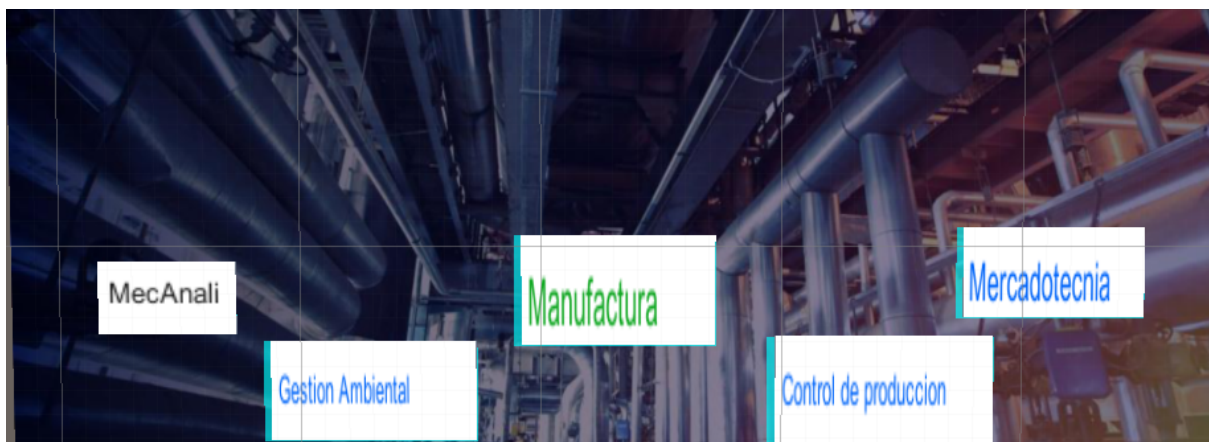 MecAnali
Gestion Ambiental
Manufactura
Control de produccion
Mercadotecnia